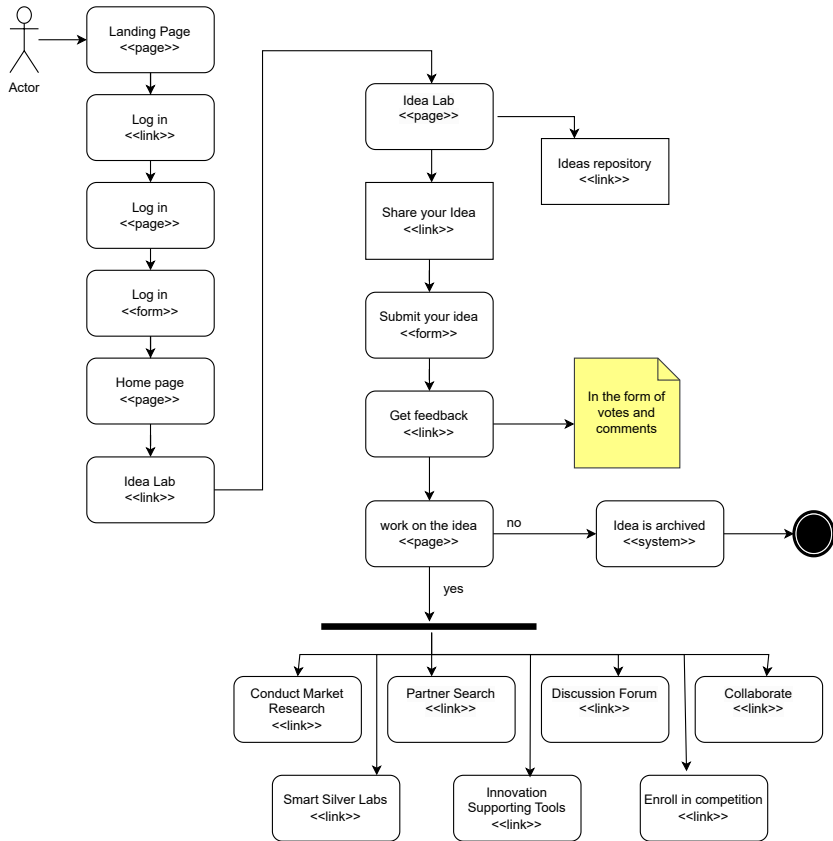 Actor
Landing Page
<<page>>
Log in
<<link>>
Log in
<<page>>
Log in
<<form>>
Home page
<<page>>
Idea Lab
<<link>>
Idea Lab
<<page>>
Ideas repository
<<link>>
Share your Idea
<<link>>
Submit your idea
<<form>>
Get feedback
<<link>>
In the form of
votes and
comments
work on the idea
<<page>>
no
Idea is archived
<<system>>
yes
Conduct Market
Research
<<link>>
Partner Search
<<link>>
Discussion Forum
<<link>>
Collaborate
<<link>>
Smart Silver Labs
<<link>>
Innovation
Supporting Tools
<<link>>
Enroll in competition
<<link>>